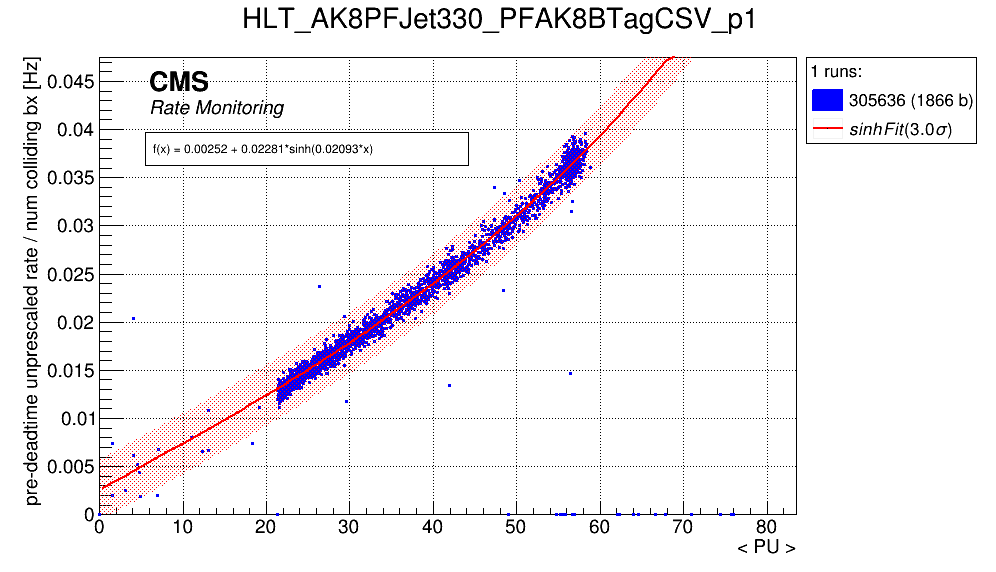 HLT_AK8PFJet330_PFAK8BTagCSV_p1
pre-deadtime unprescaled rate / num colliding bx [Hz]
0.045
0.04
0.035
0.03
0.025
0.02
0.015
0.01
0.005
0
CMS
Rate Monitoring
f(x) = 0.00252 + 0.02281*sinh(0.02093*x)
1 runs:
305636 (1866 b)
sinhFit(3.0σ)
0 10 20 30 40 50 60 70 80
< PU >